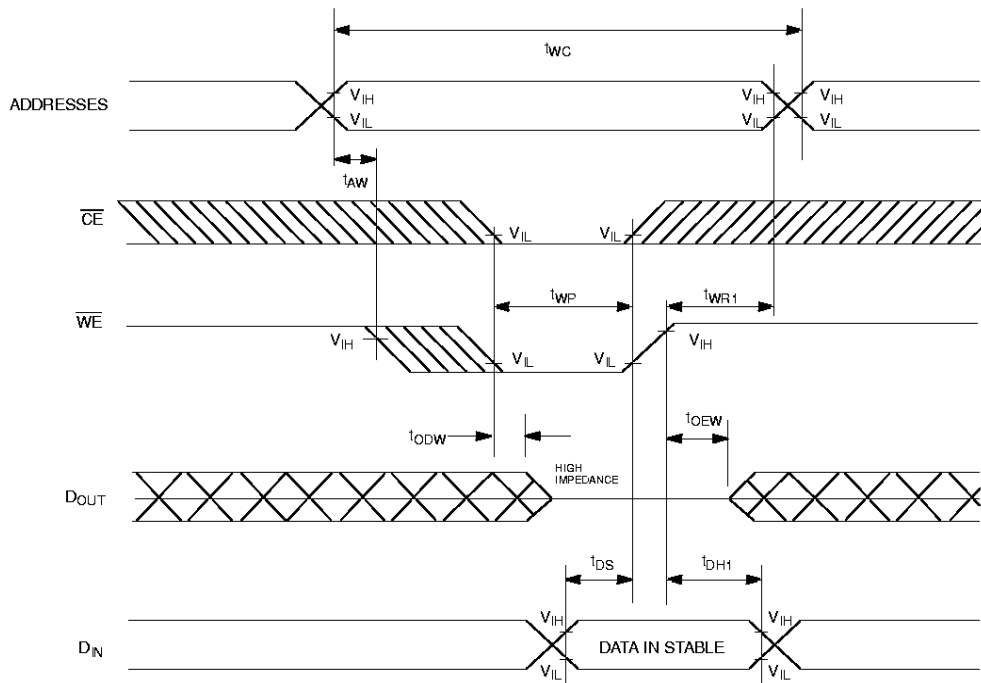 tWC
ADDRESSES
VIH VIH VIH
VIL VIL VIL
tAW
CE
VIL VIL
tWP tWR1
WE
VIH VIH
VIL VIL
tODW tOEW
HIGH
IMPEDANCE
DOUT
tDS tDH1
VIH VIH
DIN DATA IN STABLE
VIL VIL